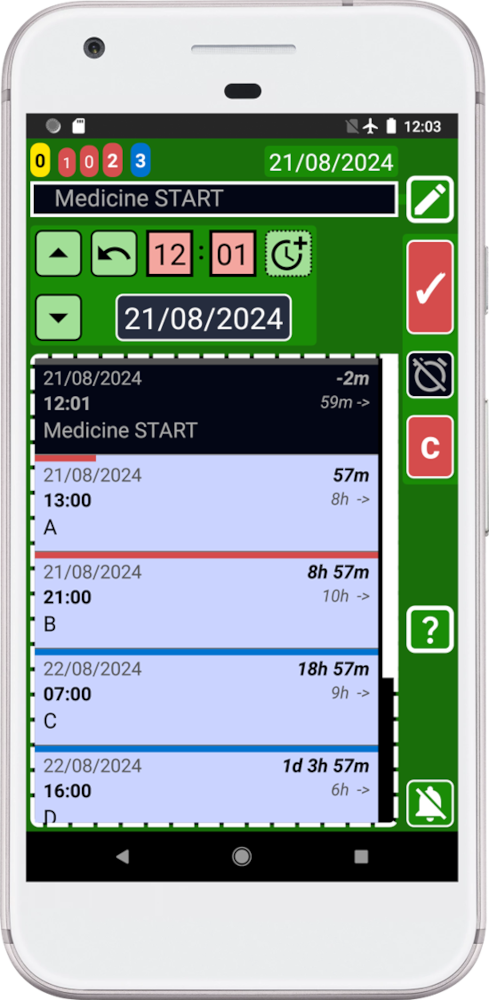 12:03
0 1 0 2 3 21/08/2024
Medicine START
12 : 01
21/08/2024
21/08/2024 -2m
12:01 59m ->
Medicine START
21/08/2024 57m
13:00 8h ->
A
21/08/2024 8h 57m
21:00 10h ->
B
22/08/2024 18h 57m
07:00 9h ->
C
22/08/2024 1d 3h 57m
16:00 6h ->
D
C
?